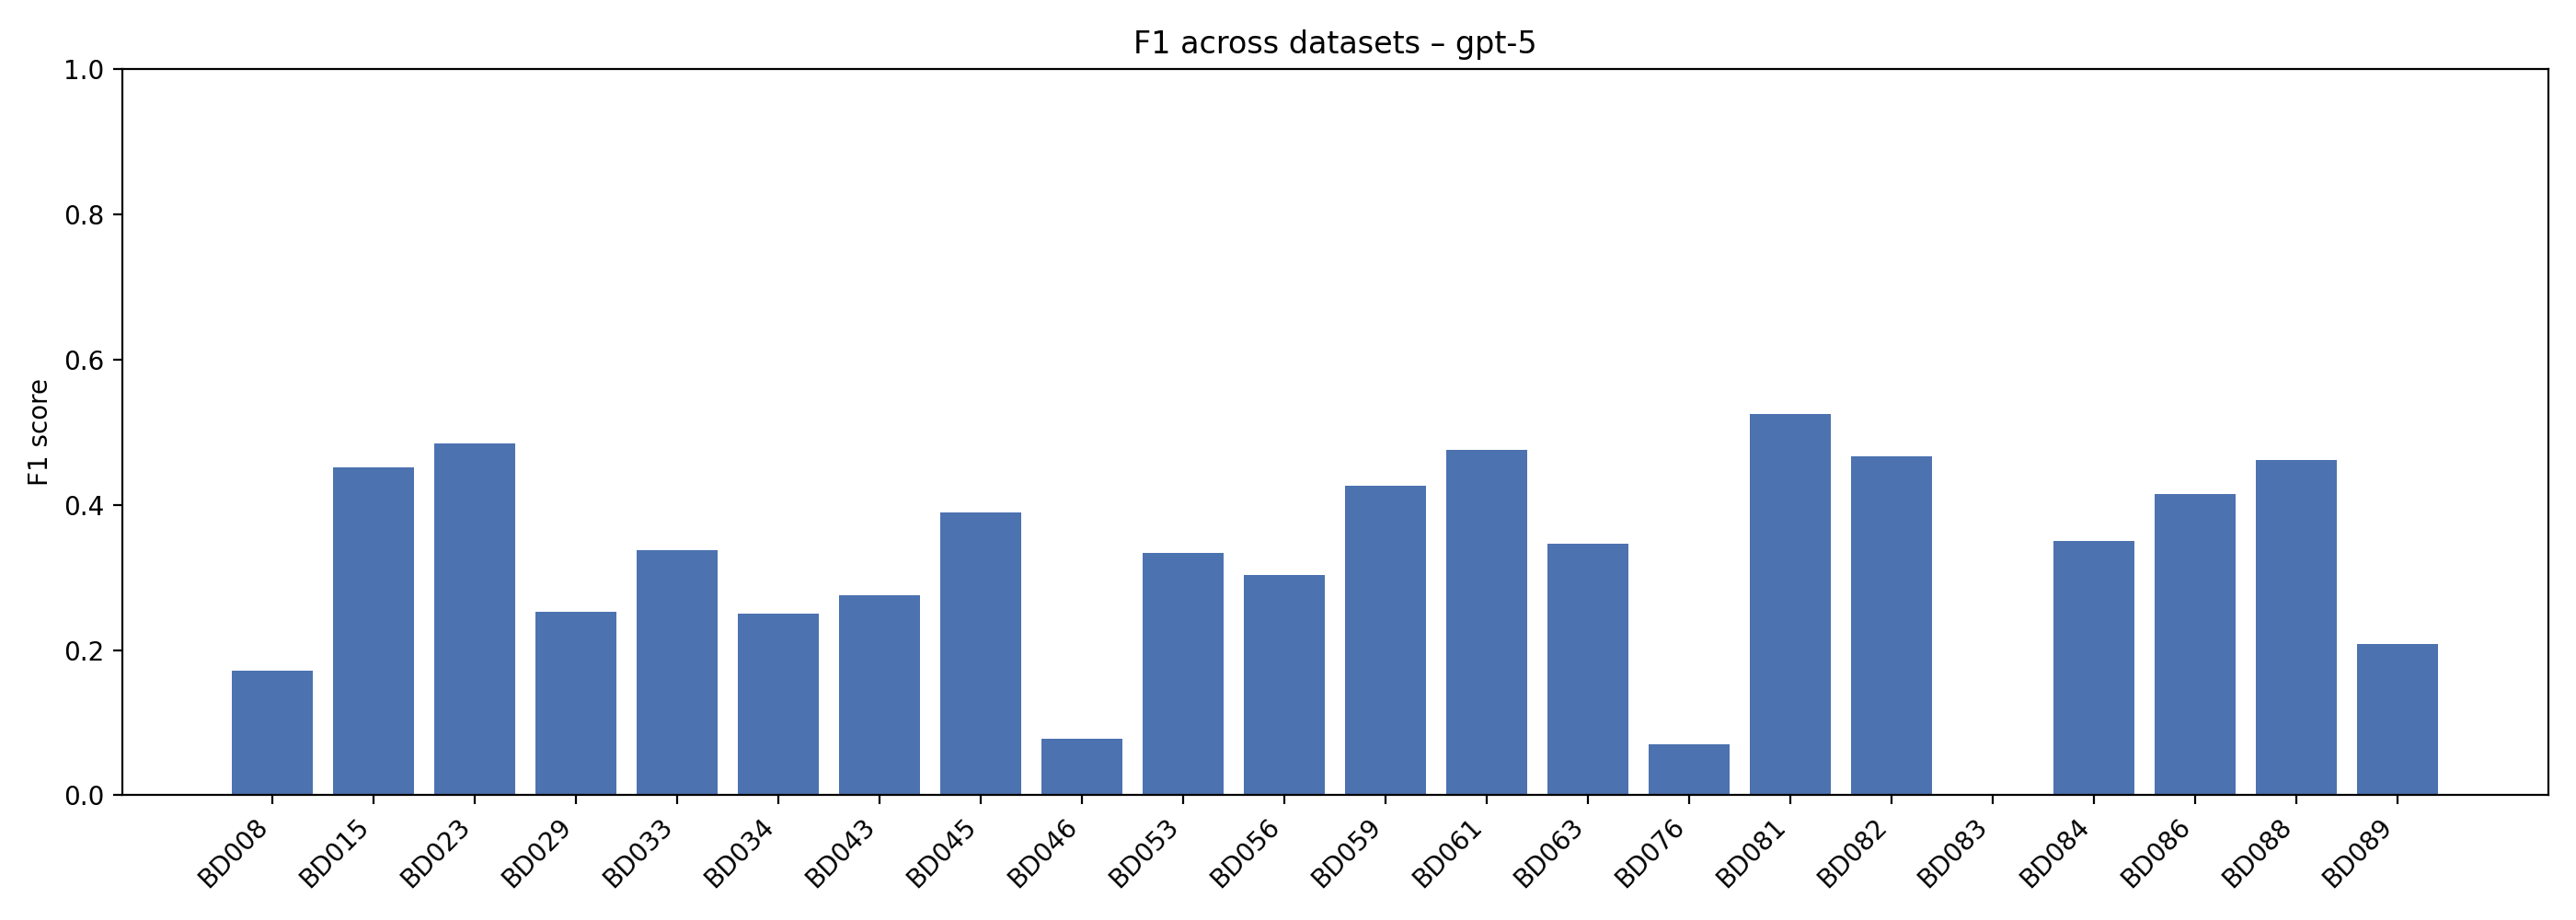 F1 across datasets – gpt-5
1.0
0.8
0.6
0.4
0.2
0.0
F1 score
BD008
BD015
BD023
BD029
BD033
BD034
BD043
BD045
BD046
BD053
BD056
BD059
BD061
BD063
BD076
BD081
BD082
BD083
BD084
BD086
BD088
BD089